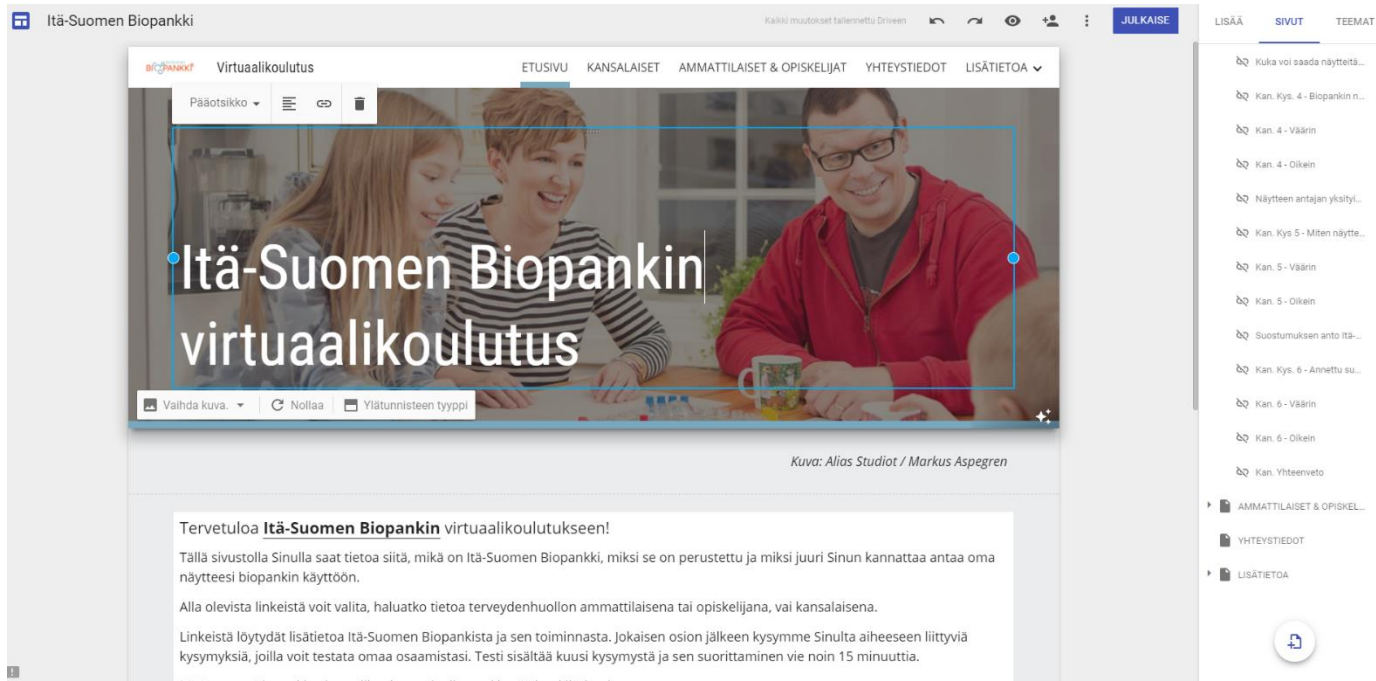 Itä-Suomen Biopankki
Kaikki muutokset tallennettu Driveen
JULKAISE
LISÄÄ SIVUT TEEMAT
BIOPANKKI Virtuaalikoulutus
ETUSIVU KANSALAISET AMMATTILAISET & OPISKELIJAT YHTEYSTIEDOT LISÄTIETOA
Pääotsikko
Itä-Suomen Biopankin
virtuaalikoulutus
Vaihda kuva. Nollaa Ylätunnisteen tyyppi
Kuva: Alias Studiot / Markus Aspegren
Tervetuloa Itä-Suomen Biopankin virtuaalikoulutukseen!
Tällä sivustolla Sinulla saat tietoa siitä, mikä on Itä-Suomen Biopankki, miksi se on perustettu ja miksi juuri Sinun kannattaa antaa oma
näytteesi biopankin käyttöön.
Alla olevista linkeistä voit valita, haluatko tietoa terveydenhuollon ammattilaisena tai opiskelijana, vai kansalaisena.
Linkeistä löytydät lisätietoa Itä-Suomen Biopankista ja sen toiminnasta. Jokaisen osion jälkeen kysymme Sinulta aiheeseen liittyviä
kysymyksiä, joilla voit testata omaa osaamistasi. Testi sisältää kuusi kysymystä ja sen suorittaminen vie noin 15 minuuttia.
Kuka voi saada näytteitä...
Kan. Kys. 4 - Biopankin n...
Kan. 4 - Väärin
Kan. 4 - Oikein
Näytteen antajan yksityi...
Kan. Kys 5 - Miten näytte...
Kan. 5 - Väärin
Kan. 5 - Oikein
Suostumuksen anto Itä-...
Kan. Kys. 6 - Annettu su...
Kan. 6 - Väärin
Kan. 6 - Oikein
Kan. Yhteenveto
AMMATTILAISET & OPISKEL...
YHTEYSTIEDOT
LISÄTIETOA